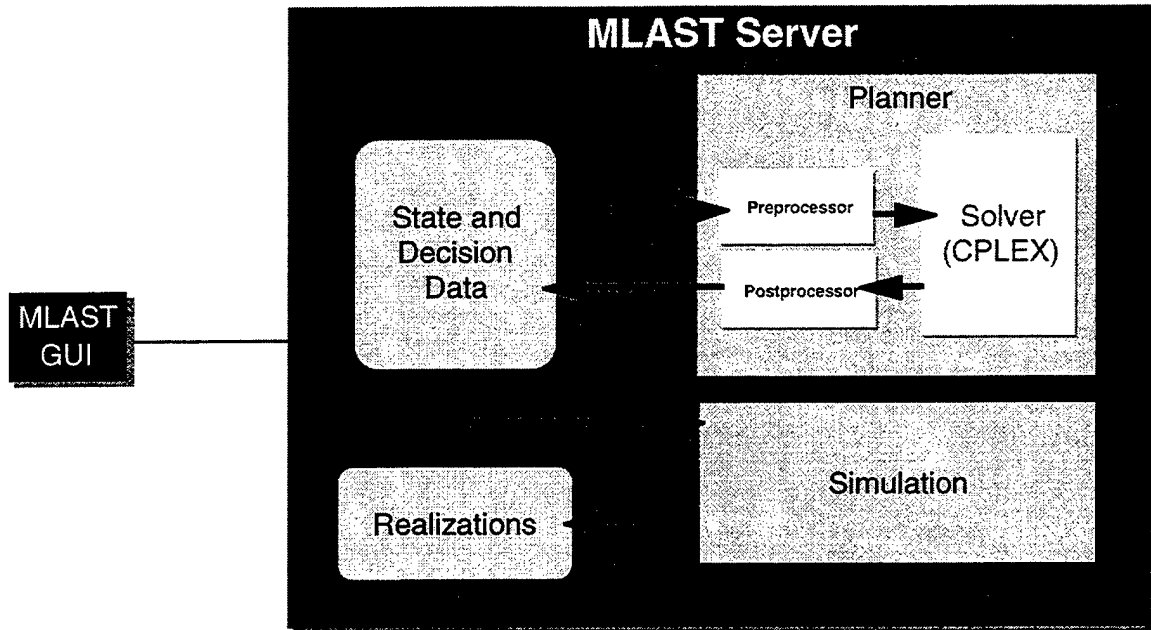 MLAST Server
Planner
State and
Decision
Data
Preprocessor
Solver
(CPLEX)
Postprocessor
MLAST
GUI
Simulation
Realizations